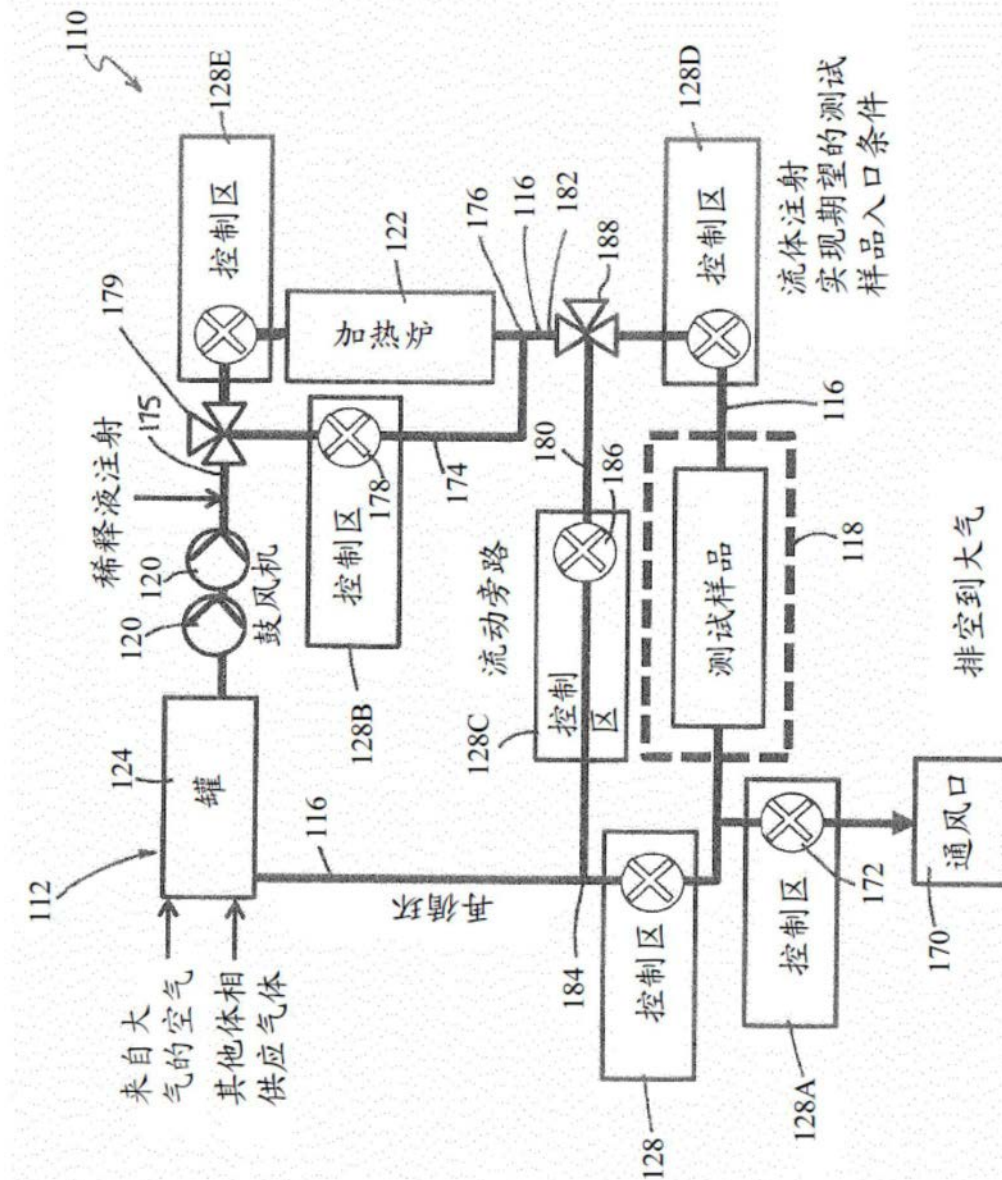 110
112
124
罐
来自大
气的空气
其他体相
供应气体
120
120
鼓风机
稀释液注射
175
179
控制区
128E
加热炉
122
控制区
128B
178
174
176
116
182
188
116
再循环
流动旁路
128C
控制
区
186
180
184
控制区
128
控制区
128D
流体注射
实现期望的测试
样品入口条件
116
测试样品
118
控制区
128A
172
通风口
170
排空到大气